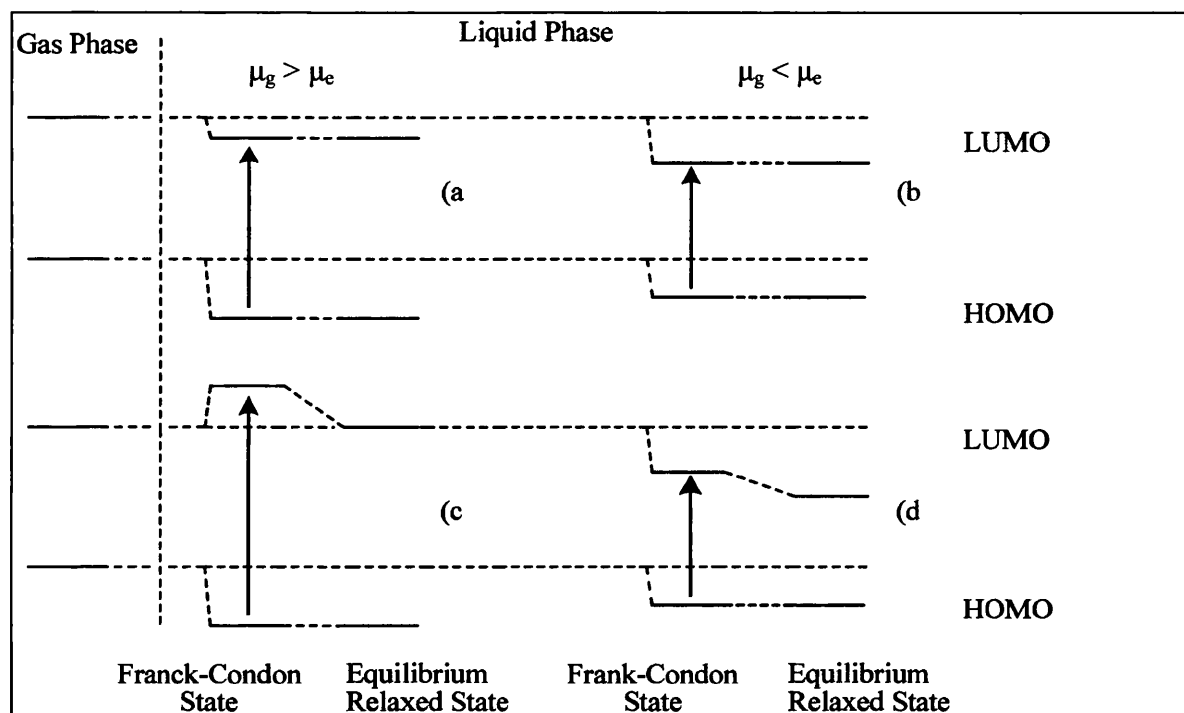 Gas Phase
Liquid Phase
μg > μe
μg < μe
LUMO
(a
(b
HOMO
LUMO
(c
(d
HOMO
Franck-Condon
State
Equilibrium
Relaxed State
Frank-Condon
State
Equilibrium
Relaxed State